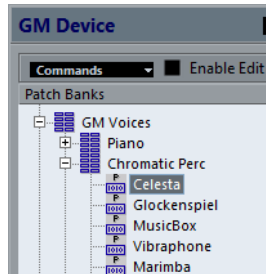 GM Device
Commands Enable Edit
Patch Banks
GM Voices
Piano
Chromatic Perc
Celesta
Glockenspiel
MusicBox
Vibraphone
Marimba